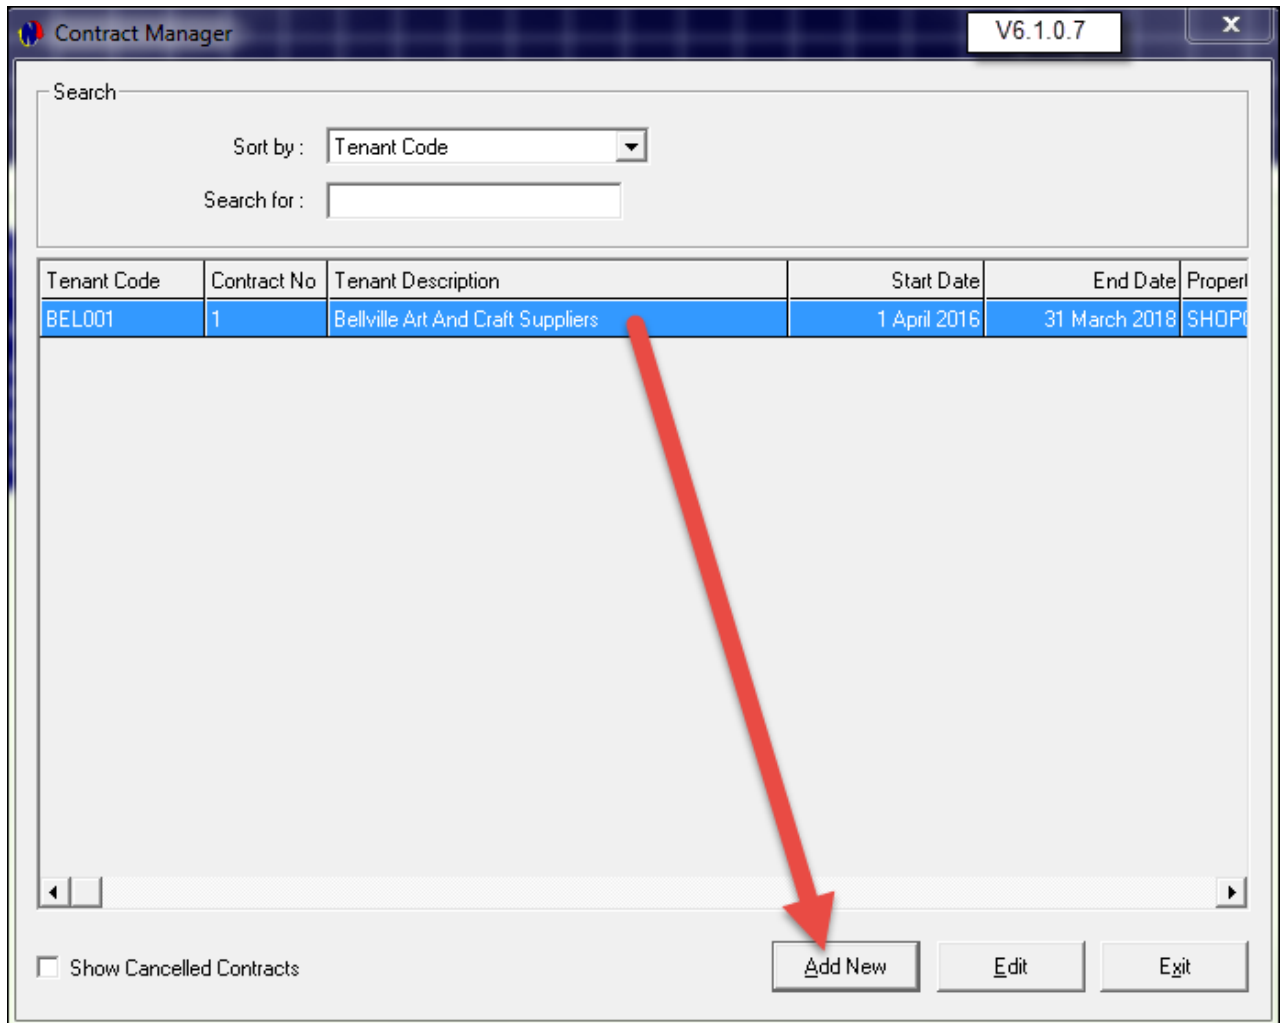 Contract Manager V6.1.0.7 X
Search
Sort by : Tenant Code
Search for :
Tenant Code Contract No Tenant Description Start Date End Date Propert
BEL001 1 Bellville Art And Craft Suppliers 1 April 2016 31 March 2018 SHOP0
Show Cancelled Contracts Add New Edit Exit